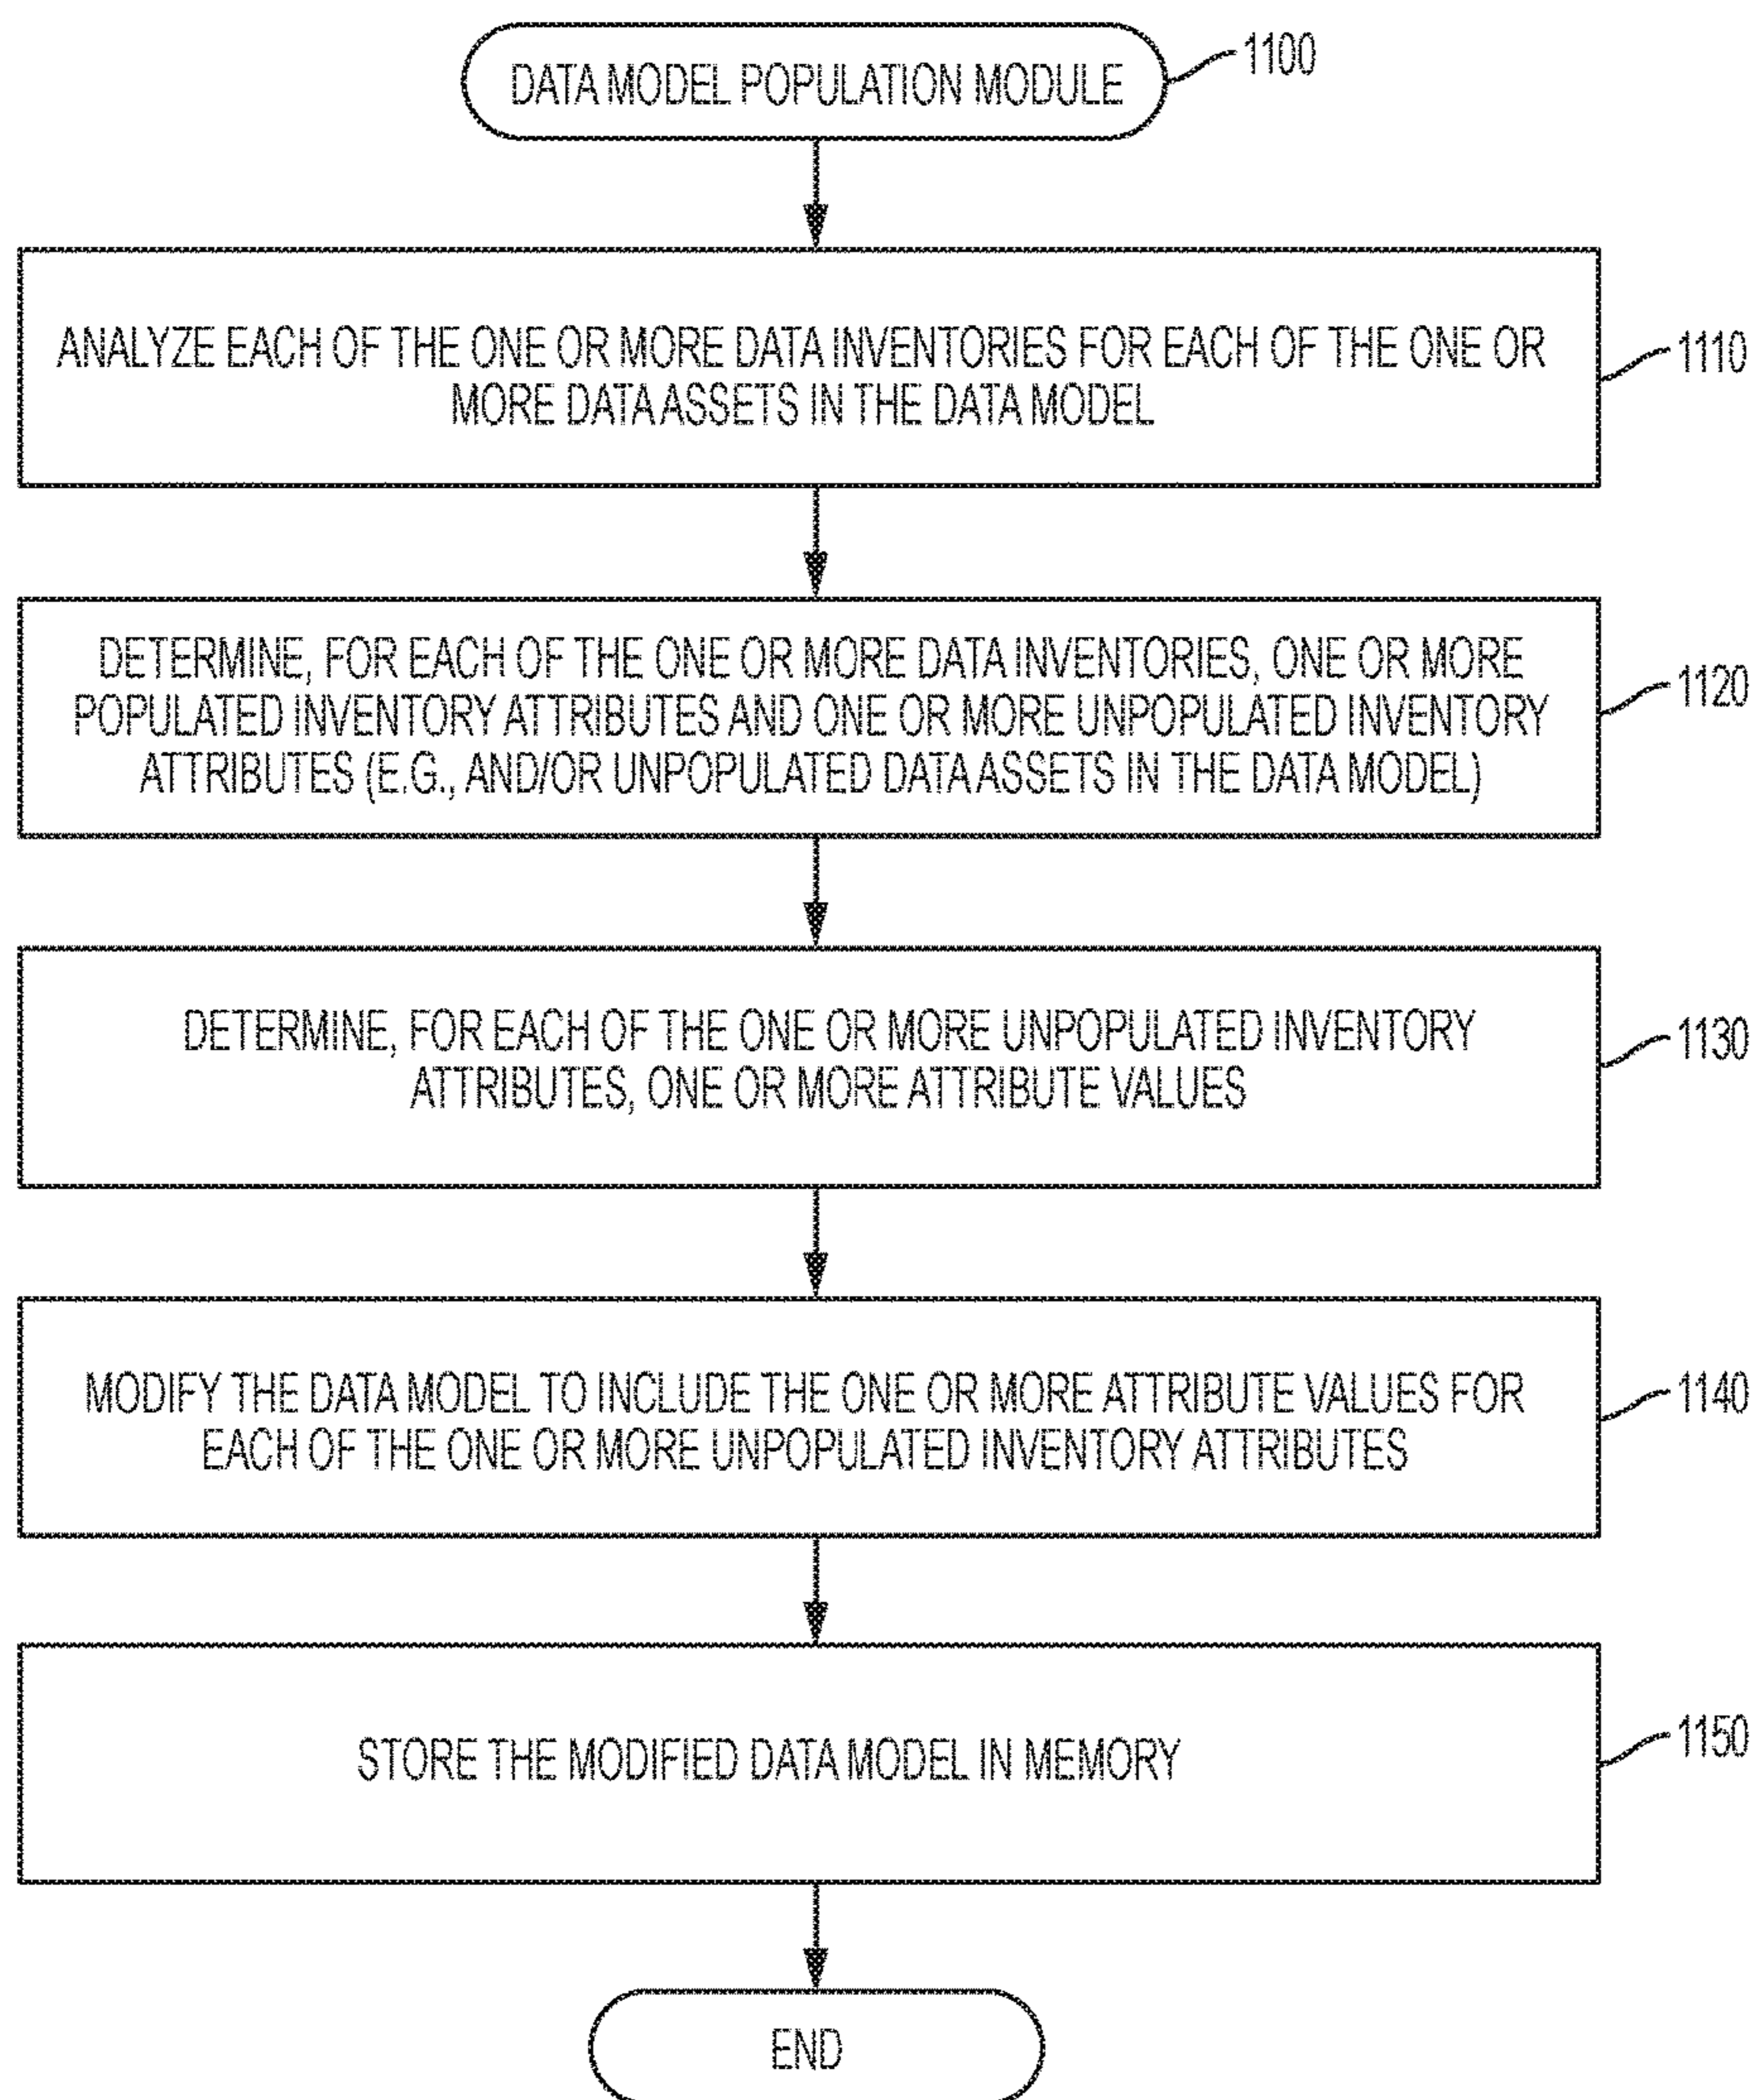 DATA MODEL POPULATION MODULE
1100
ANALYZE EACH OF THE ONE OR MORE DATA INVENTORIES FOR EACH OF THE ONE OR
MORE DATA ASSETS IN THE DATA MODEL
1110
DETERMINE, FOR EACH OF THE ONE OR MORE DATA INVENTORIES, ONE OR MORE
POPULATED INVENTORY ATTRIBUTES AND ONE OR MORE UNPOPULATED INVENTORY
ATTRIBUTES (E.G., AND/OR UNPOPULATED DATA ASSETS IN THE DATA MODEL)
1120
DETERMINE, FOR EACH OF THE ONE OR MORE UNPOPULATED INVENTORY
ATTRIBUTES, ONE OR MORE ATTRIBUTE VALUES
1130
MODIFY THE DATA MODEL TO INCLUDE THE ONE OR MORE ATTRIBUTE VALUES FOR
EACH OF THE ONE OR MORE UNPOPULATED INVENTORY ATTRIBUTES
1140
STORE THE MODIFIED DATA MODEL IN MEMORY
1150
END